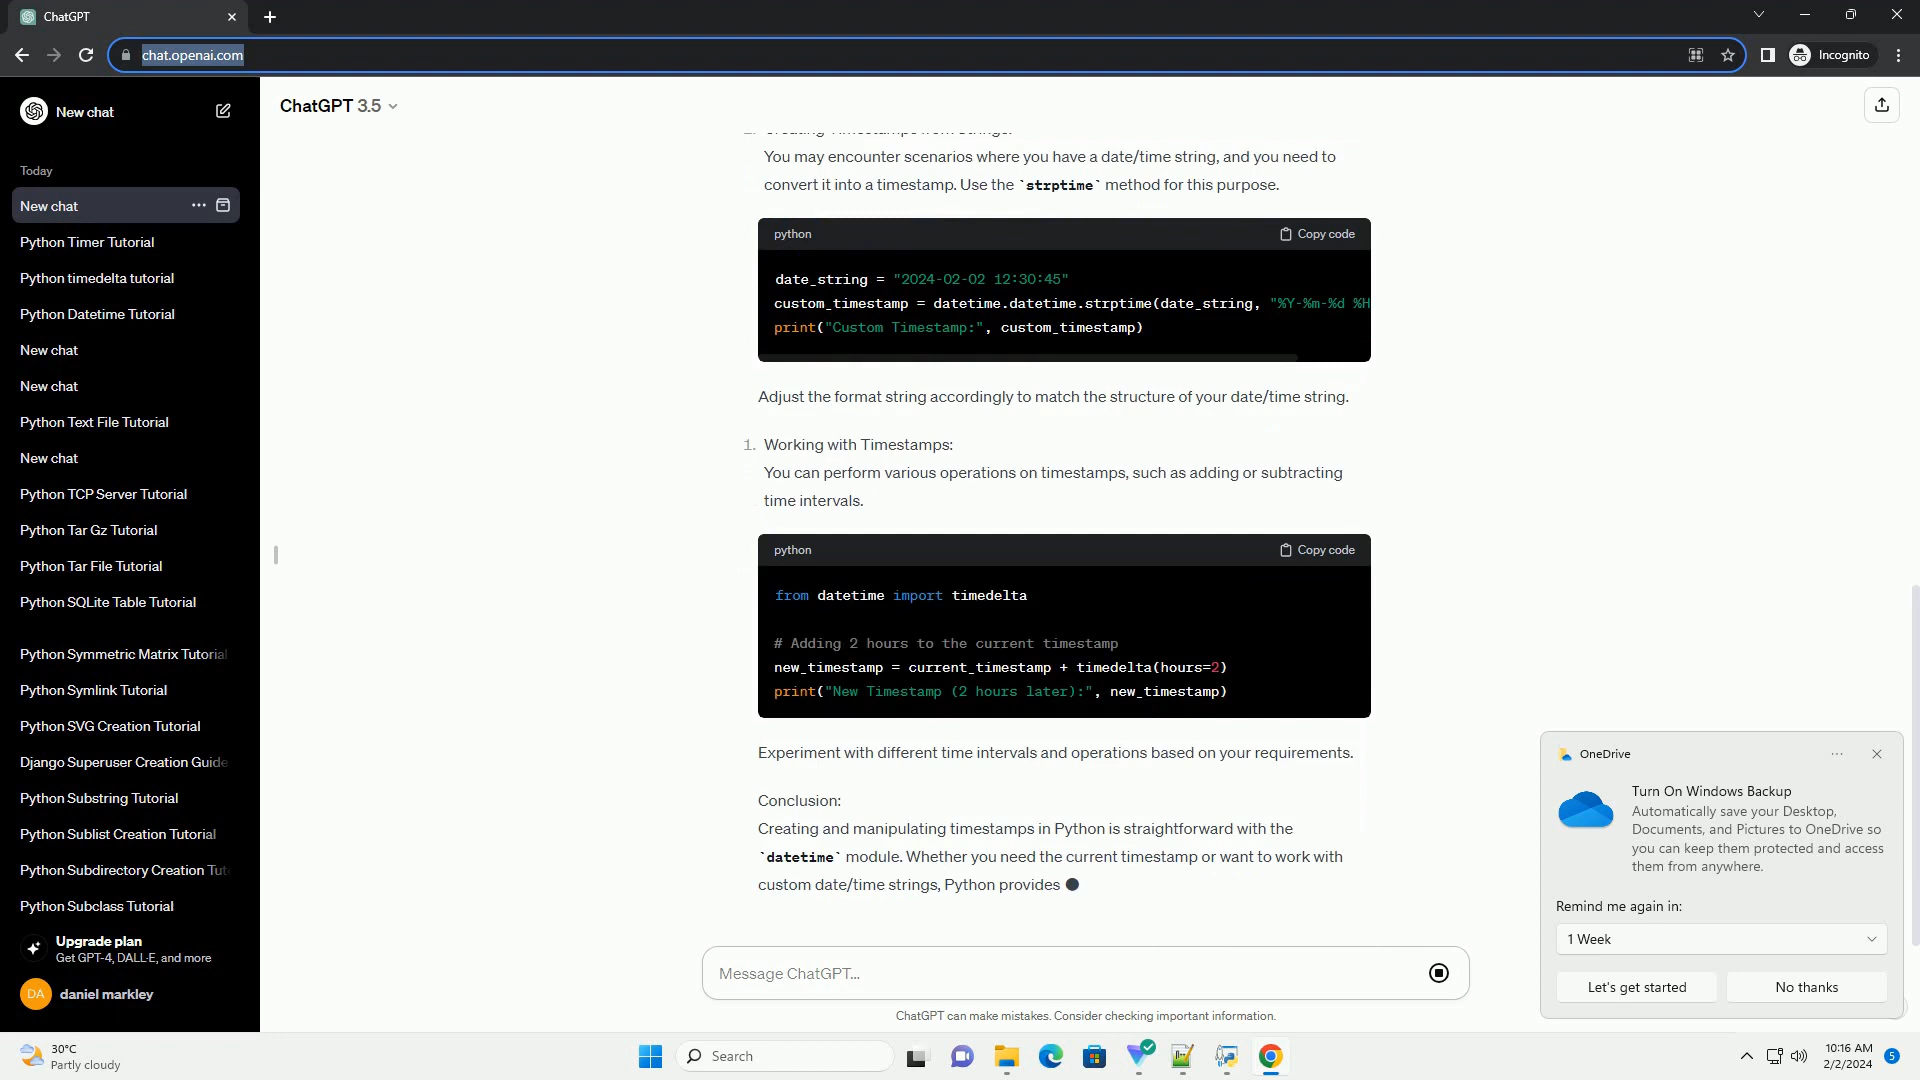 ChatGPT
chat.openai.com
Incognito
New chat
Today
New chat
Python Timer Tutorial
Python timedelta tutorial
Python Datetime Tutorial
New chat
New chat
Python Text File Tutorial
New chat
Python TCP Server Tutorial
Python Tar Gz Tutorial
Python Tar File Tutorial
Python SQLite Table Tutorial
Python Symmetric Matrix Tutorial
Python Symlink Tutorial
Python SVG Creation Tutorial
Django Superuser Creation Guide
Python Substring Tutorial
Python Sublist Creation Tutorial
Python Subdirectory Creation Tut
Python Subclass Tutorial
Upgrade plan
Get GPT-4, DALL·E, and more
DA daniel markley
ChatGPT 3.5
2. Creating Timestamps from Strings:
You may encounter scenarios where you have a date/time string, and you need to
convert it into a timestamp. Use the `strptime` method for this purpose.
python Copy code
date_string = "2024-02-02 12:30:45"
custom_timestamp = datetime.datetime.strptime(date_string, "%Y-%m-%d %H
print("Custom Timestamp:", custom_timestamp)
Adjust the format string accordingly to match the structure of your date/time string.
1. Working with Timestamps:
You can perform various operations on timestamps, such as adding or subtracting
time intervals.
python Copy code
from datetime import timedelta
# Adding 2 hours to the current timestamp
new_timestamp = current_timestamp + timedelta(hours=2)
print("New Timestamp (2 hours later):", new_timestamp)
Experiment with different time intervals and operations based on your requirements.
Conclusion:
Creating and manipulating timestamps in Python is straightforward with the
`datetime` module. Whether you need the current timestamp or want to work with
custom date/time strings, Python provides
Message ChatGPT...
ChatGPT can make mistakes. Consider checking important information.
OneDrive
Turn On Windows Backup
Automatically save your Desktop,
Documents, and Pictures to OneDrive so
you can keep them protected and access
them from anywhere.
Remind me again in:
1 Week
Let's get started No thanks
30°C
Partly cloudy
Search
10:16 AM
2/2/2024
5